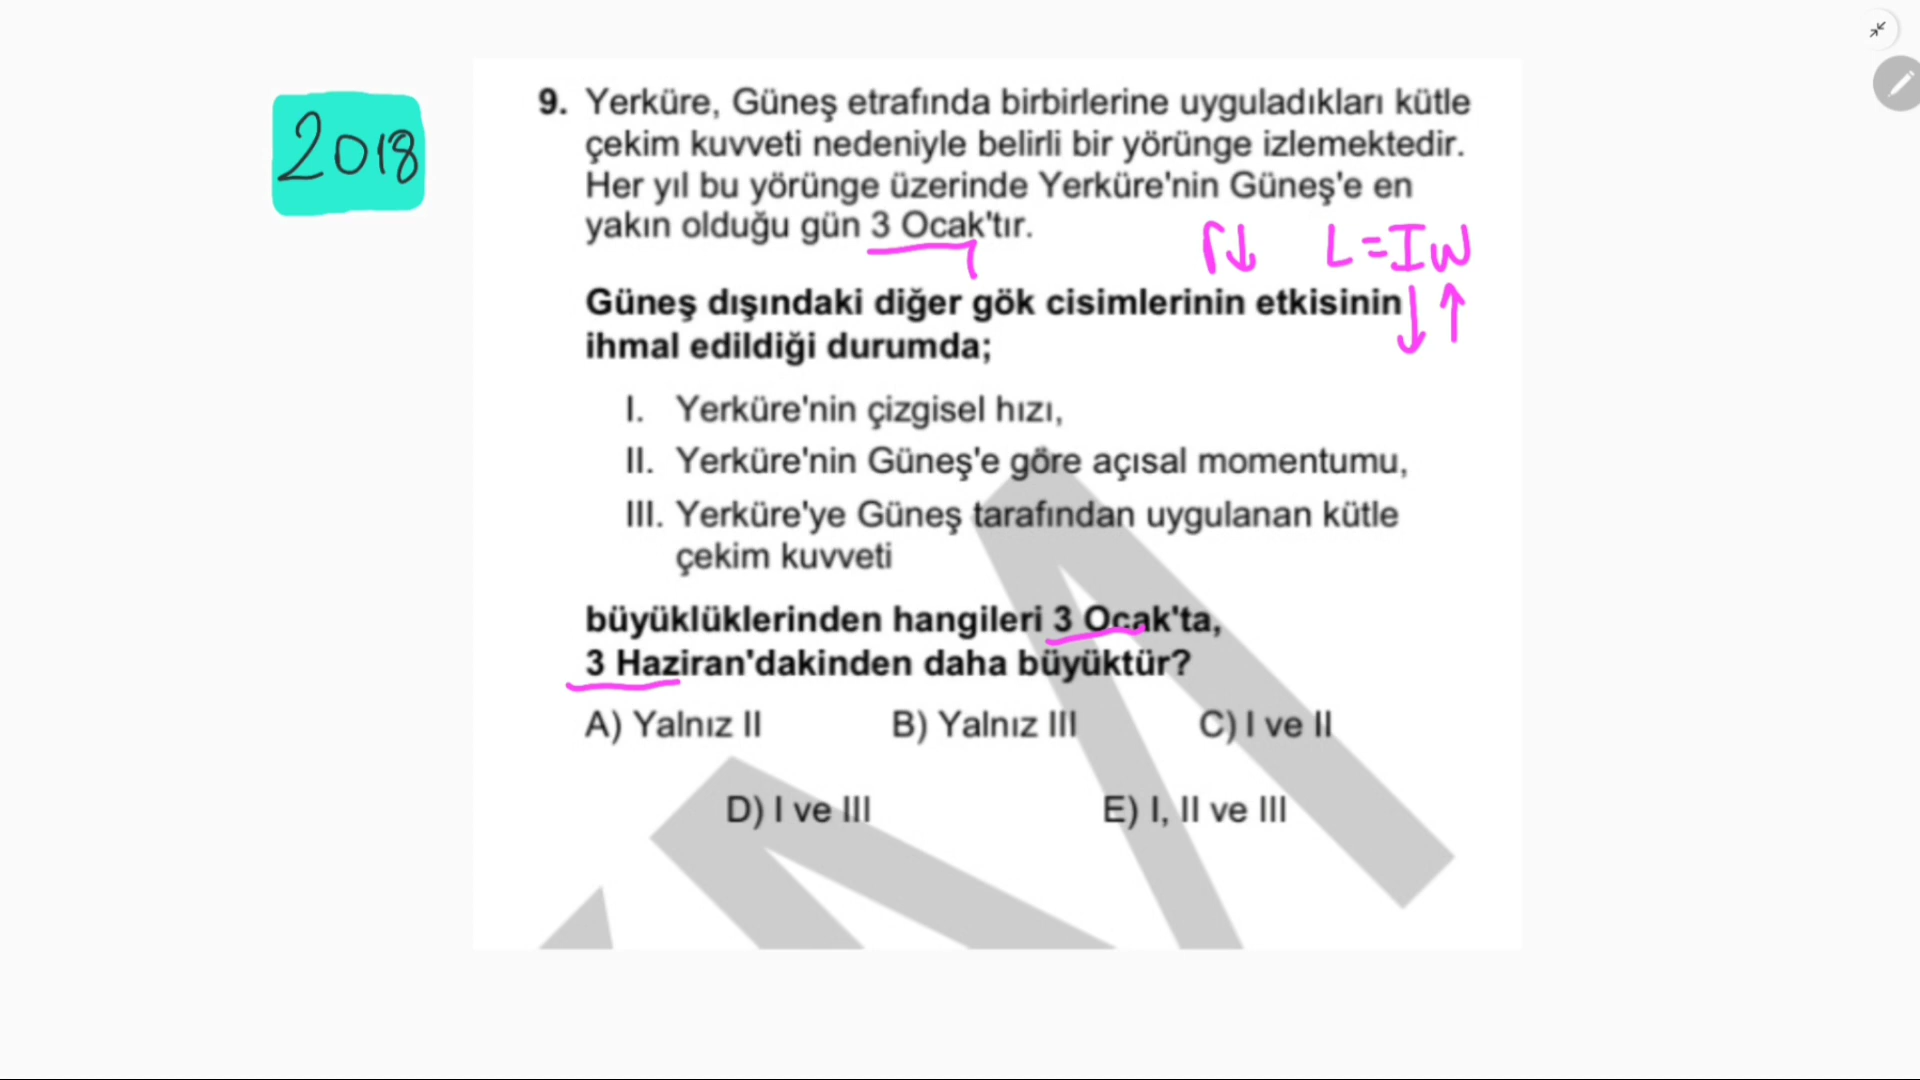 2018
9. Yerküre, Güneş etrafında birbirlerine uyguladıkları kütle
çekim kuvveti nedeniyle belirli bir yörünge izlemektedir.
Her yıl bu yörünge üzerinde Yerküre'nin Güneş'e en
yakın olduğu gün 3 Ocak'tır.
r↓ L=IW
↓ ↑
Güneş dışındaki diğer gök cisimlerinin etkisinin
ihmal edildiği durumda;
I. Yerküre'nin çizgisel hızı,
II. Yerküre'nin Güneş'e göre açısal momentumu,
III. Yerküre'ye Güneş tarafından uygulanan kütle
çekim kuvveti
büyüklüklerinden hangileri 3 Ocak'ta,
3 Haziran'dakinden daha büyüktür?
A) Yalnız II B) Yalnız III C) I ve II
D) I ve III E) I, II ve III